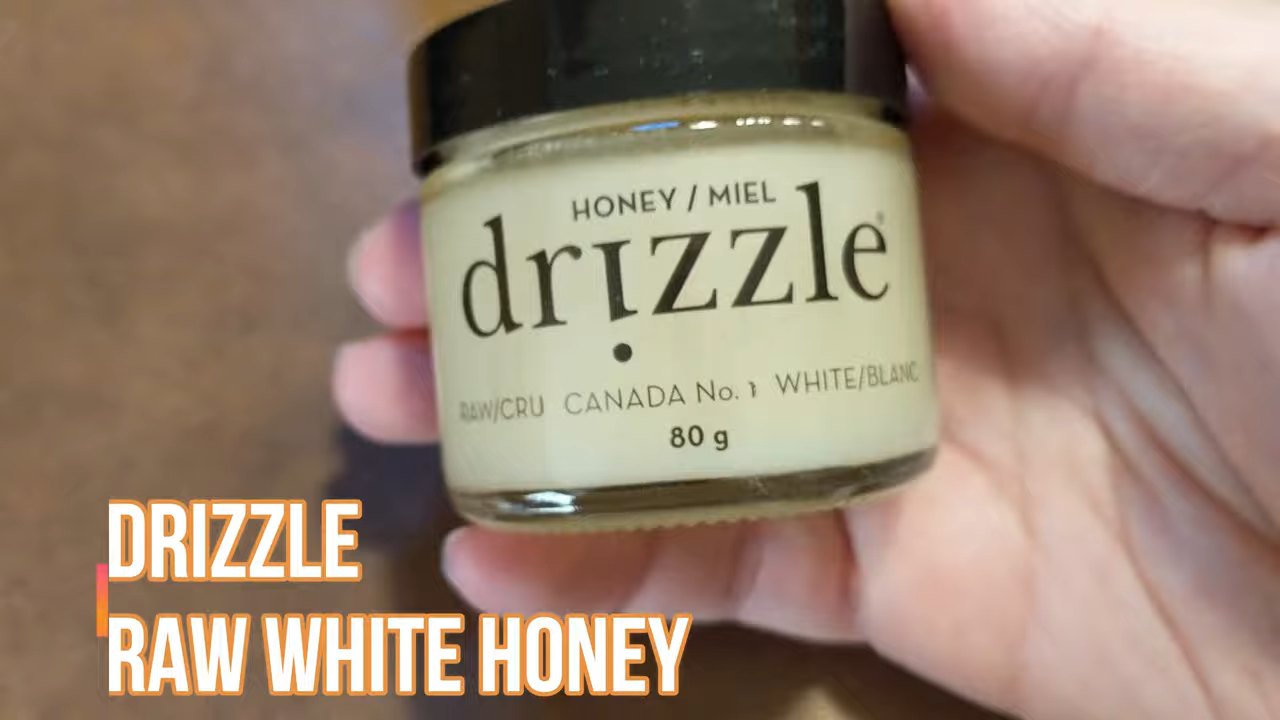 HONEY / MIEL
drizzle
RAW/CRU CANADA No. 1 WHITE/BLANC
80 g
DRIZZLE
RAW WHITE HONEY